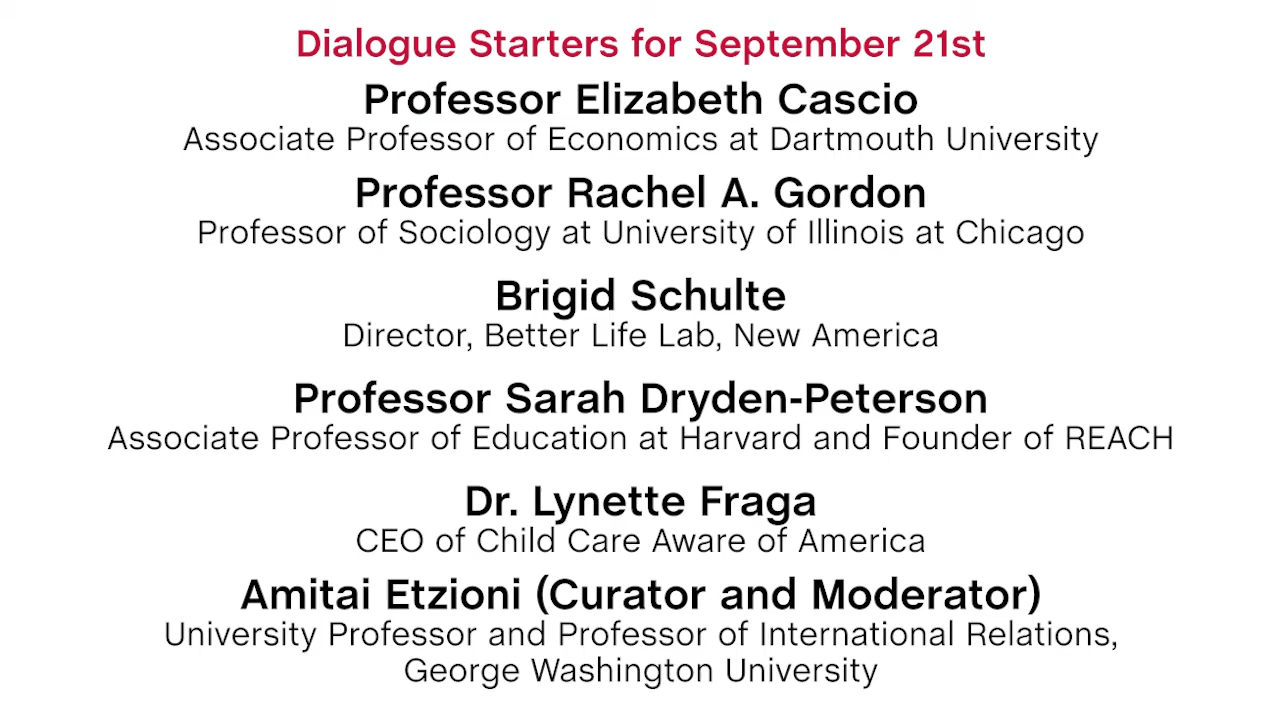 Dialogue Starters for September 21st
Professor Elizabeth Cascio
Associate Professor of Economics at Dartmouth University
Professor Rachel A. Gordon
Professor of Sociology at University of Illinois at Chicago
Brigid Schulte
Director, Better Life Lab, New America
Professor Sarah Dryden-Peterson
Associate Professor of Education at Harvard and Founder of REACH
Dr. Lynette Fraga
CEO of Child Care Aware of America
Amitai Etzioni (Curator and Moderator)
University Professor and Professor of International Relations,
George Washington University